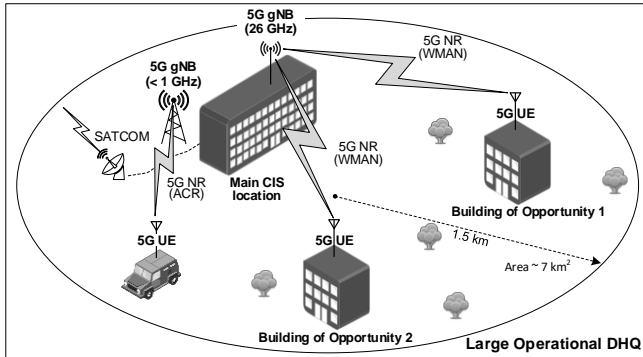 5G gNB
(26 GHz)
5G NR
(WMAN)
5G gNB
(< 1 GHz)
SATCOM
5G NR
(ACR)
5G NR
(WMAN)
5G UE
Main CIS
location
Building of Opportunity 1
5G UE
5G UE
1.5 km
Area ~ 7 km²
Building of Opportunity 2
Large Operational DHQ